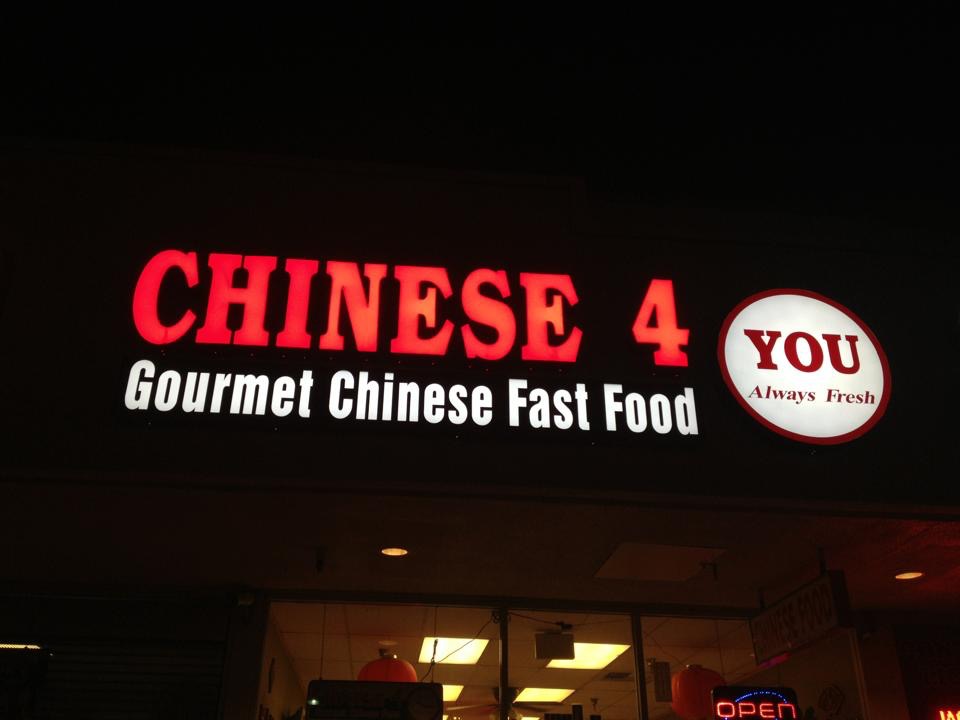 CHINESE 4
YOU
Always Fresh
Gourmet Chinese Fast Food
CHINESE FOOD
OPEN